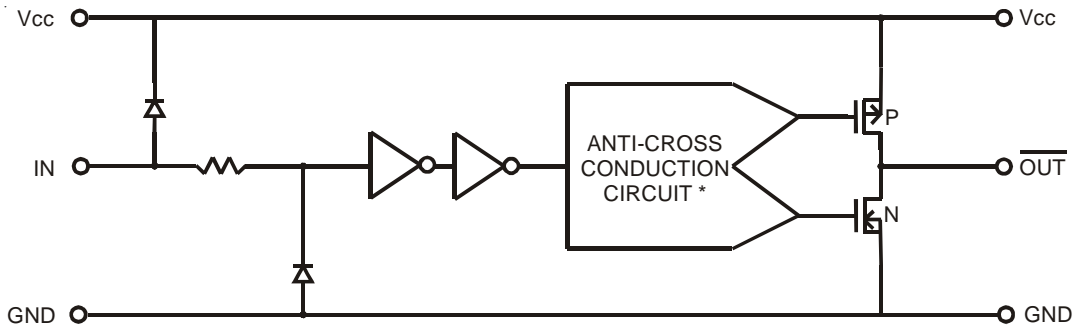 Vcc
Vcc
P
IN
ANTI-CROSS
CONDUCTION
CIRCUIT *
OUT
N
GND
GND